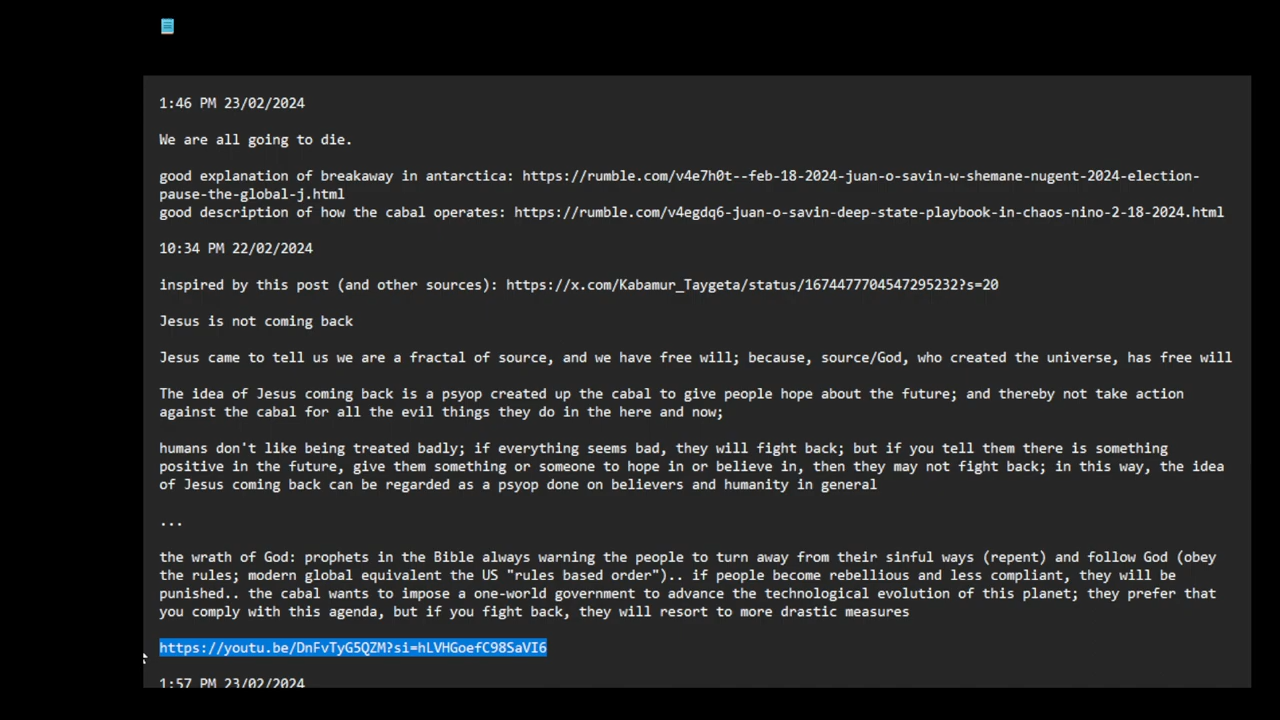 1:46 PM 23/02/2024
We are all going to die.
good explanation of breakaway in antarctica: https://rumble.com/v4e7h0t--feb-18-2024-juan-o-savin-w-shemane-nugent-2024-election-
pause-the-global-j.html
good description of how the cabal operates: https://rumble.com/v4egdq6-juan-o-savin-deep-state-playbook-in-chaos-nino-2-18-2024.html
10:34 PM 22/02/2024
inspired by this post (and other sources): https://x.com/Kabamur_Taygeta/status/1674477704547295232?s=20
Jesus is not coming back
Jesus came to tell us we are a fractal of source, and we have free will; because, source/God, who created the universe, has free will
The idea of Jesus coming back is a psyop created up the cabal to give people hope about the future; and thereby not take action
against the cabal for all the evil things they do in the here and now;
humans don't like being treated badly; if everything seems bad, they will fight back; but if you tell them there is something
positive in the future, give them something or someone to hope in or believe in, then they may not fight back; in this way, the idea
of Jesus coming back can be regarded as a psyop done on believers and humanity in general
...
the wrath of God: prophets in the Bible always warning the people to turn away from their sinful ways (repent) and follow God (obey
the rules; modern global equivalent the US "rules based order").. if people become rebellious and less compliant, they will be
punished.. the cabal wants to impose a one-world government to advance the technological evolution of this planet; they prefer that
you comply with this agenda, but if you fight back, they will resort to more drastic measures
https://youtu.be/DnFvTyG5QZM?si=hLVHGoefC98SaVI6
1:57 PM 23/02/2024